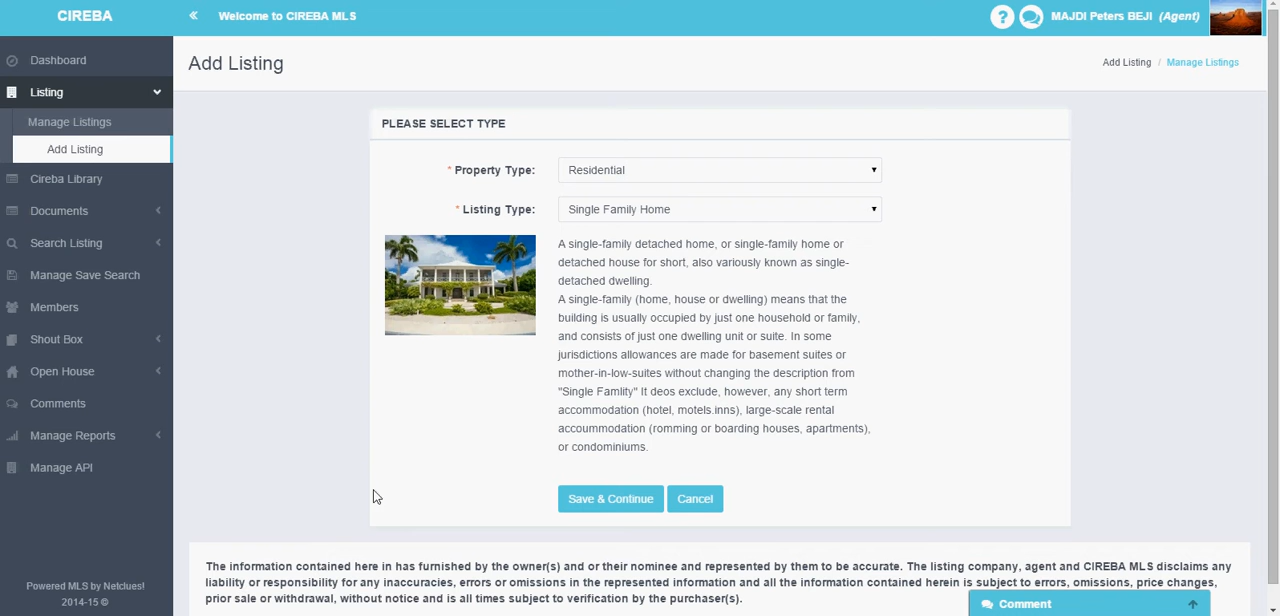 CIREBA
Welcome to CIREBA MLS
MAJDI Peters BEJI (Agent)
Dashboard
Listing
Manage Listings
Add Listing
Cireba Library
Documents
Search Listing
Manage Save Search
Members
Shout Box
Open House
Comments
Manage Reports
Manage API
Powered MLS by Netclues!
2014-15 ©
Add Listing
Add Listing / Manage Listings
PLEASE SELECT TYPE
* Property Type: Residential
* Listing Type: Single Family Home
A single-family detached home, or single-family home or
detached house for short, also variously known as single-
detached dwelling.
A single-family (home, house or dwelling) means that the
building is usually occupied by just one household or family,
and consists of just one dwelling unit or suite. In some
jurisdictions allowances are made for basement suites or
mother-in-low-suites without changing the description from
"Single Famlity" It deos exclude, however, any short term
accommodation (hotel, motels.inns), large-scale rental
accoummodation (romming or boarding houses, apartments),
or condominiums.
Save & Continue Cancel
The information contained here in has furnished by the owner(s) and or their nominee and represented by them to be accurate. The listing company, agent and CIREBA MLS disclaims any
liability or responsibility for any inaccuracies, errors or omissions in the represented information and all the information contained herein is subject to errors, omissions, price changes,
prior sale or withdrawal, without notice and is all times subject to verification by the purchaser(s).
Comment